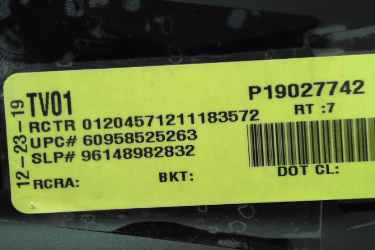 12-23-19
TV01
P19027742
RCTR 01204571211183572
RT :7
UPC# 60958525263
SLP# 96148982832
RCRA:
BKT:
DOT CL: